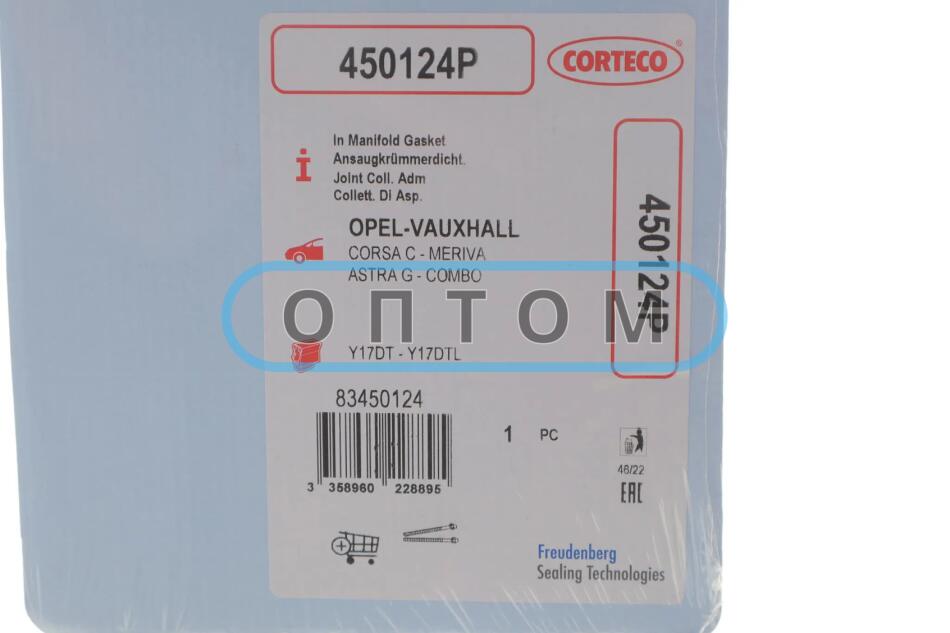 450124P
CORTECO®
In Manifold Gasket
Ansaugkrümmerdicht.
Joint Coll. Adm
Collett. Di Asp.
OPEL-VAUXHALL
CORSA C - MERIVA
ASTRA G - COMBO
450124P
ОПТОМ
Y17DT - Y17DTL
83450124
3 358960 228895
1 PC
46/22
EAC
Freudenberg
Sealing Technologies